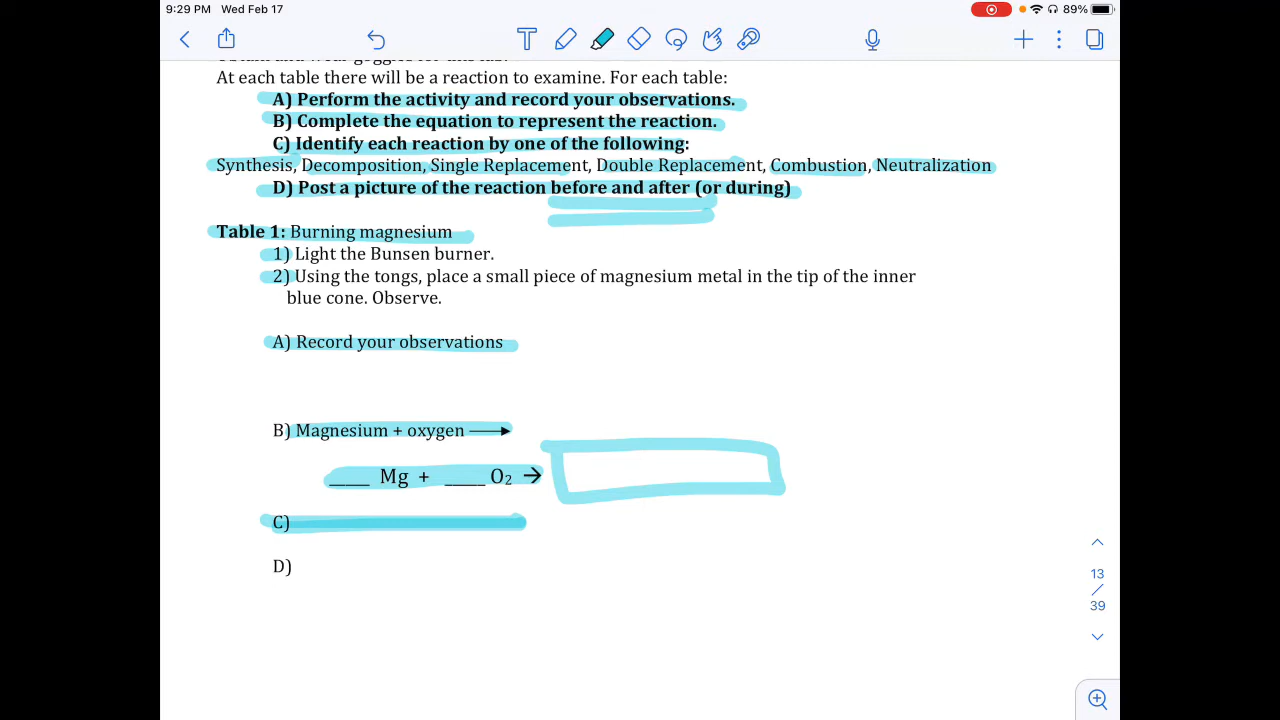 9:29 PM Wed Feb 17
89%
At each table there will be a reaction to examine. For each table:
A) Perform the activity and record your observations.
B) Complete the equation to represent the reaction.
C) Identify each reaction by one of the following:
Synthesis, Decomposition, Single Replacement, Double Replacement, Combustion, Neutralization
D) Post a picture of the reaction before and after (or during)
Table 1: Burning magnesium
1) Light the Bunsen burner.
2) Using the tongs, place a small piece of magnesium metal in the tip of the inner
blue cone. Observe.
A) Record your observations
B) Magnesium + oxygen ⟶
____ Mg + ____ O₂ →
C)
D)
13
/
39